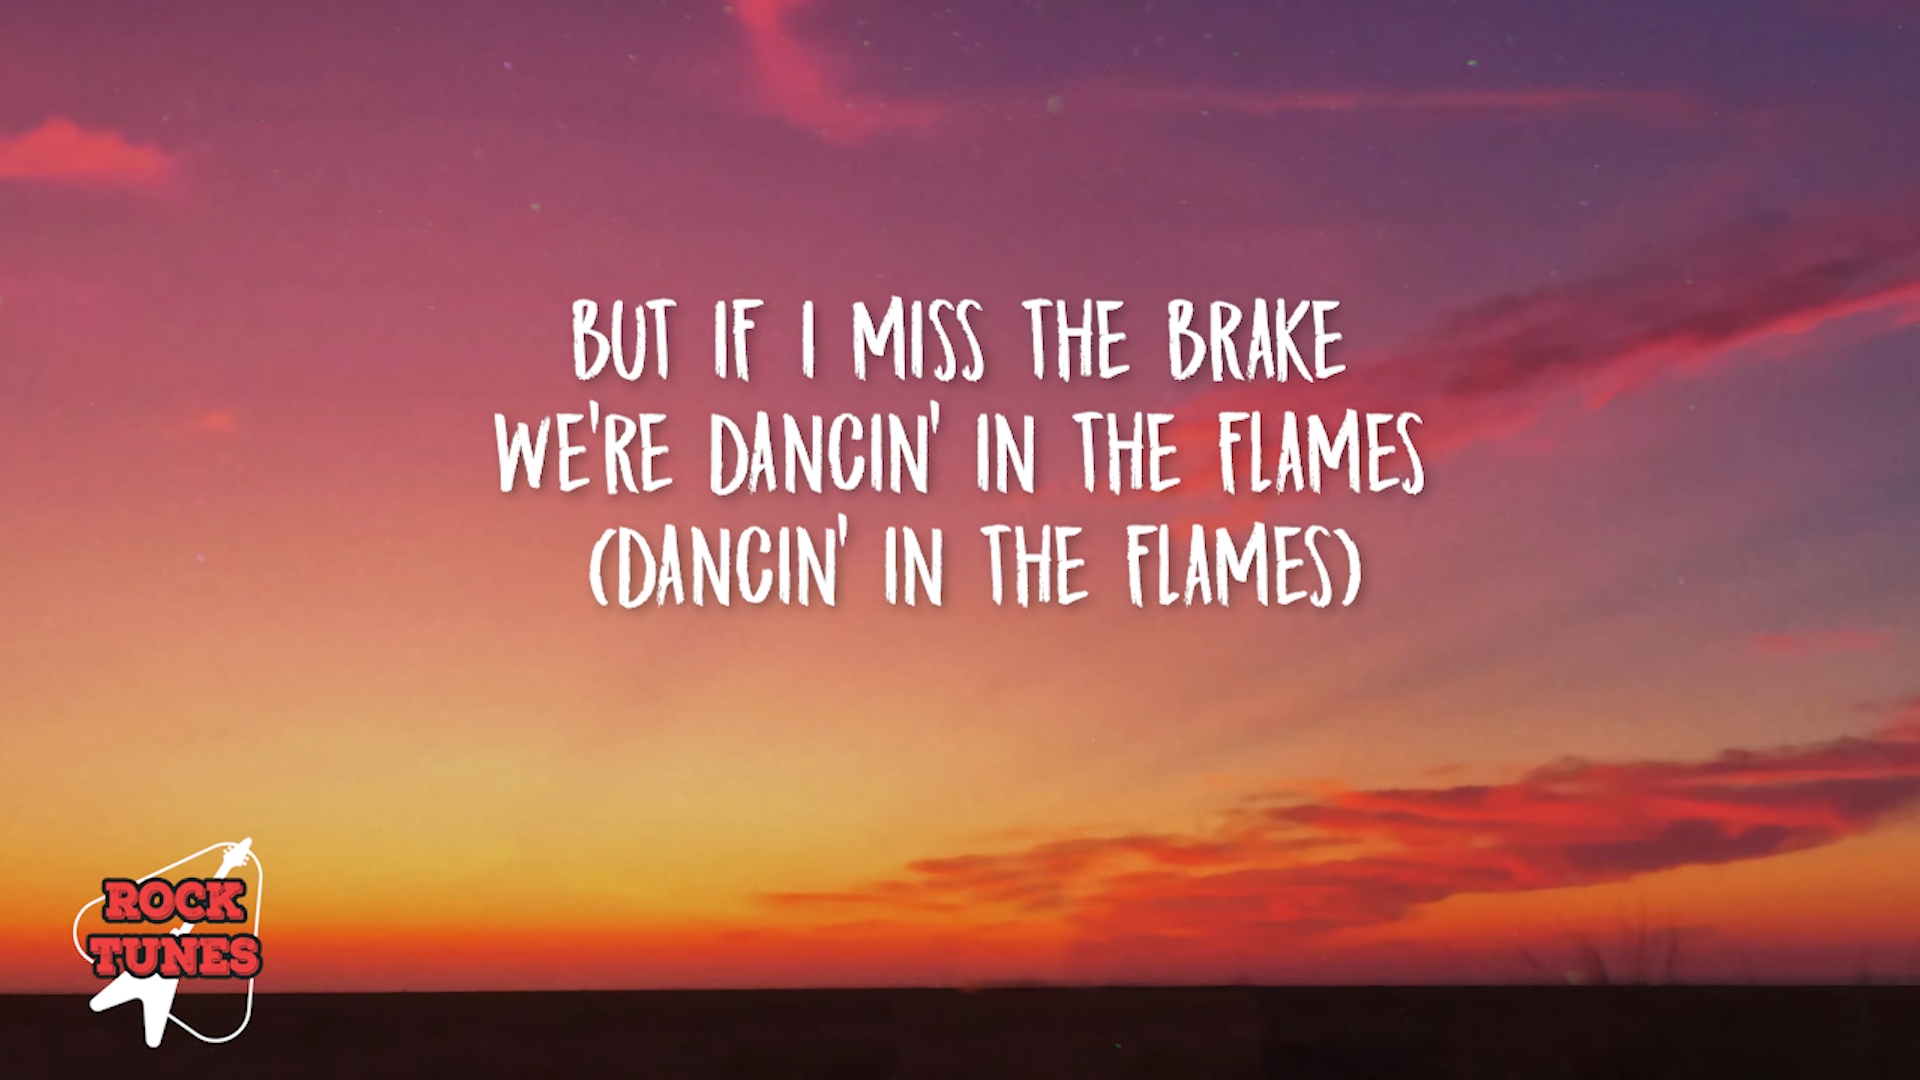 BUT IF I MISS THE BRAKE
WE'RE DANCIN' IN THE FLAMES
(DANCIN' IN THE FLAMES)
ROCK
TUNES